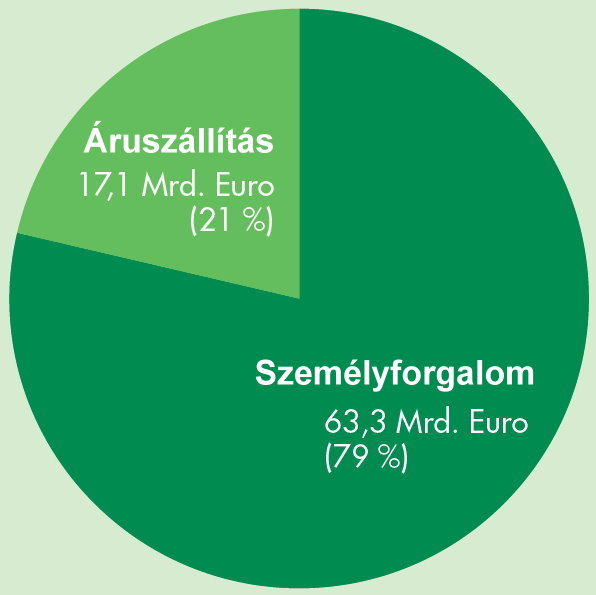 Áruszállítás
17,1 Mrd. Euro
(21 %)
Személyforgalom
63,3 Mrd. Euro
(79 %)